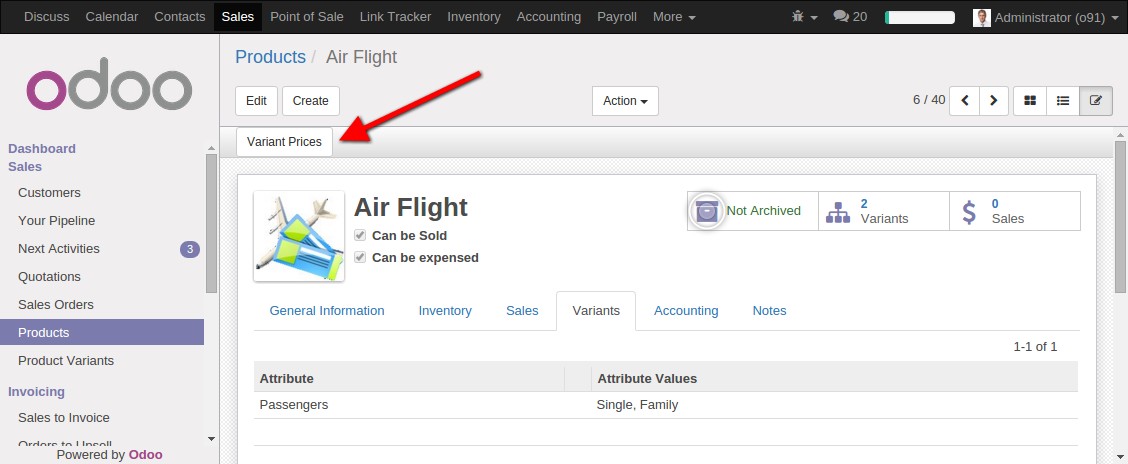 Discuss Calendar Contacts Sales Point of Sale Link Tracker Inventory Accounting Payroll More 20 Administrator (o91)
odoo
Products / Air Flight
Edit Create Action 6 / 40
Variant Prices
Dashboard
Sales
Customers
Your Pipeline
Next Activities 3
Quotations
Sales Orders
Products
Product Variants
Invoicing
Sales to Invoice
Orders to Upsell
Powered by Odoo
Air Flight
Can be Sold
Can be expensed
Not Archived
2 Variants
$ 0 Sales
General Information Inventory Sales Variants Accounting Notes
1-1 of 1
Attribute Attribute Values
Passengers Single, Family